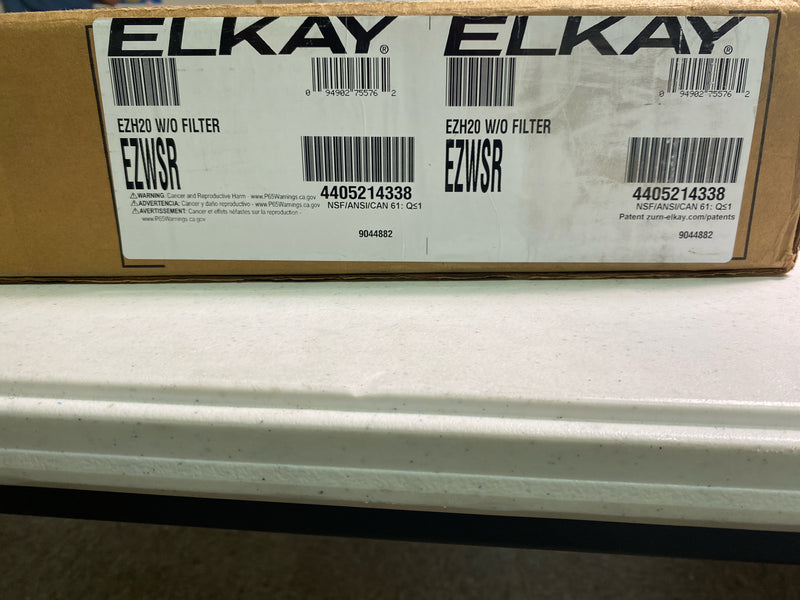 ELKAY®
0 94902 75576 2
EZH20 W/O FILTER
EZWSR
4405214338
⚠WARNING: Cancer and Reproductive Harm - www.P65Warnings.ca.gov
⚠ADVERTENCIA: Cancer y daño reproductivo - www.P65Warnings.ca.gov
⚠AVERTISSEMENT: Cancer et effets néfastes sur la reproduction -
www.P65Warnings.ca.gov
NSF/ANSI/CAN 61: Q≤1
9044882
ELKAY®
0 94902 75576 2
EZH20 W/O FILTER
EZWSR
4405214338
NSF/ANSI/CAN 61: Q≤1
Patent zurn-elkay.com/patents
9044882